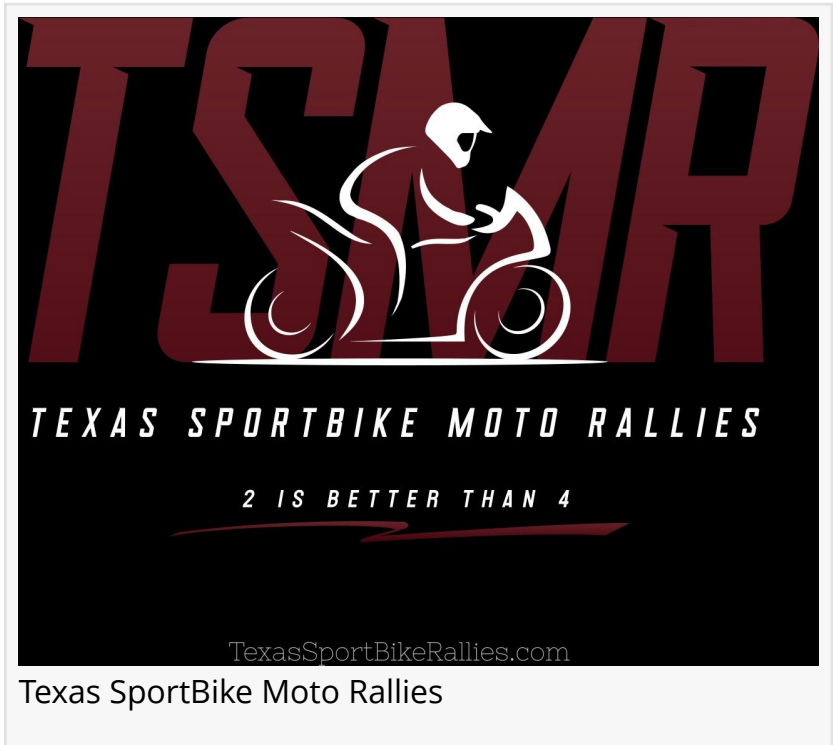 TSMR
TEXAS SPORTBIKE MOTO RALLIES
2 IS BETTER THAN 4
TexasSportBikeRallies.com
Texas SportBike Moto Rallies